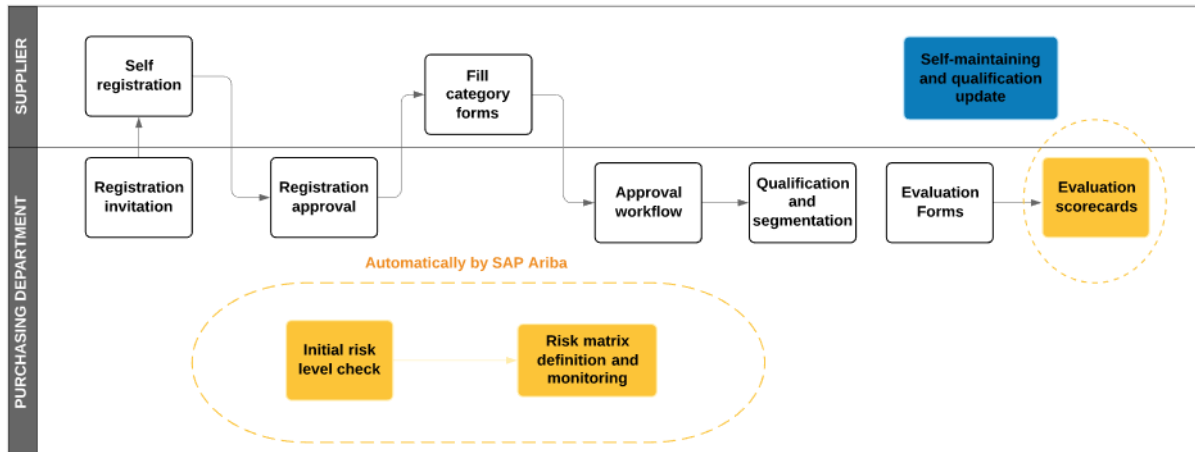 SUPPLIER
Self
registration
Fill
category
forms
Self-maintaining
and qualification
update
PURCHASING DEPARTMENT
Registration
invitation
Registration
approval
Approval
workflow
Qualification
and
segmentation
Evaluation
Forms
Evaluation
scorecards
Automatically by SAP Ariba
Initial risk
level check
Risk matrix
definition and
monitoring